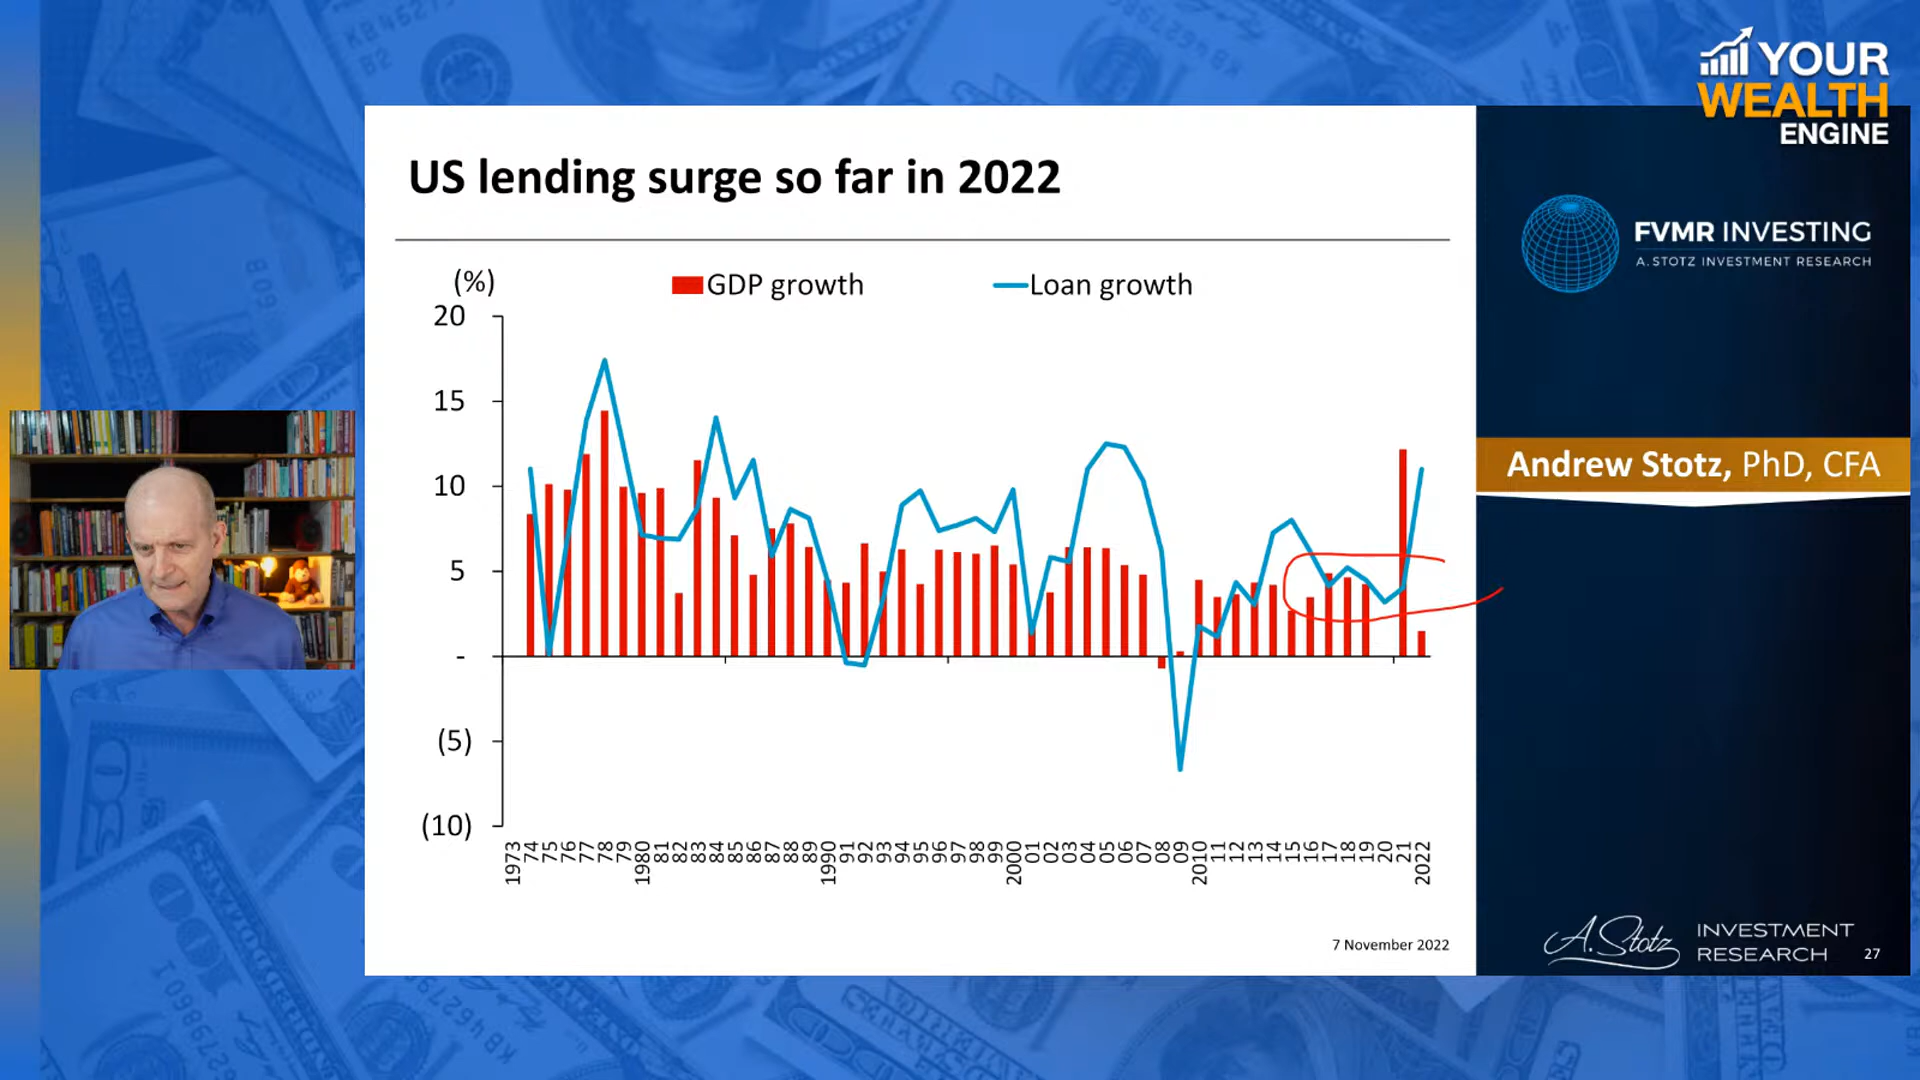 YOUR
WEALTH
ENGINE
US lending surge so far in 2022
FVMR INVESTING
A. STOTZ INVESTMENT RESEARCH
(%)
GDP growth
Loan growth
20
15
10
5
-
(5)
(10)
1973 74 75 76 77 78 79 1980 81 82 83 84 85 86 87 88 89 1990 91 92 93 94 95 96 97 98 99 2000 01 02 03 04 05 06 07 08 09 2010 11 12 13 14 15 16 17 18 19 20 21 2022
Andrew Stotz, PhD, CFA
7 November 2022
A. Stotz
INVESTMENT
RESEARCH
27